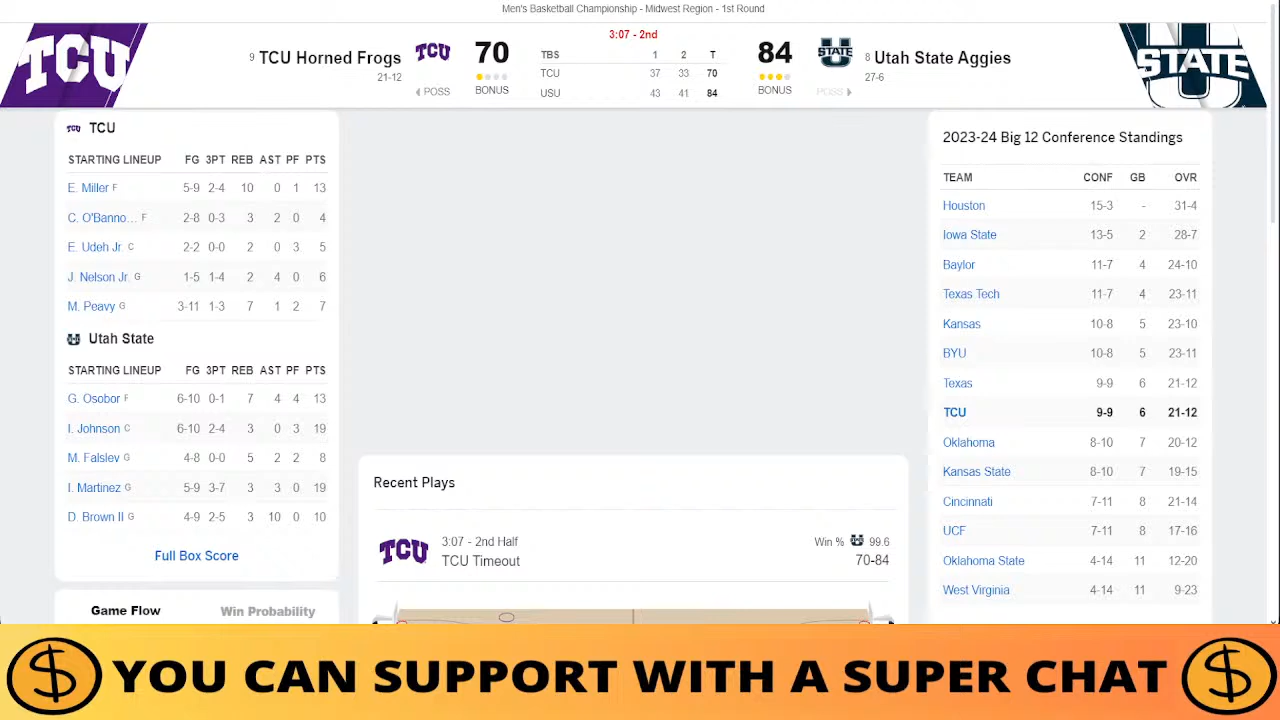 Men's Basketball Championship - Midwest Region - 1st Round
TCU
9 TCU Horned Frogs
21-12
TCU
POSS
70
BONUS
3:07 - 2nd
TBS 1 2 T
TCU 37 33 70
USU 43 41 84
84
BONUS
STATE
POSS
8 Utah State Aggies
27-6
STATE
TCU TCU
STARTING LINEUP FG 3PT REB AST PF PTS
E. Miller F 5-9 2-4 10 0 1 13
C. O'Banno... F 2-8 0-3 3 2 0 4
E. Udeh Jr. C 2-2 0-0 2 0 3 5
J. Nelson Jr. G 1-5 1-4 2 4 0 6
M. Peavy G 3-11 1-3 7 1 2 7
Utah State
STARTING LINEUP FG 3PT REB AST PF PTS
G. Osobor F 6-10 0-1 7 4 4 13
I. Johnson C 6-10 2-4 3 0 3 19
M. Falslev G 4-8 0-0 5 2 2 8
I. Martinez G 5-9 3-7 3 3 0 19
D. Brown II G 4-9 2-5 3 10 0 10
Full Box Score
Game Flow Win Probability
Recent Plays
TCU
3:07 - 2nd Half
TCU Timeout
Win % 99.6
70-84
2023-24 Big 12 Conference Standings
TEAM CONF GB OVR
Houston 15-3 - 31-4
Iowa State 13-5 2 28-7
Baylor 11-7 4 24-10
Texas Tech 11-7 4 23-11
Kansas 10-8 5 23-10
BYU 10-8 5 23-11
Texas 9-9 6 21-12
TCU 9-9 6 21-12
Oklahoma 8-10 7 20-12
Kansas State 8-10 7 19-15
Cincinnati 7-11 8 21-14
UCF 7-11 8 17-16
Oklahoma State 4-14 11 12-20
West Virginia 4-14 11 9-23
$ YOU CAN SUPPORT WITH A SUPER CHAT $